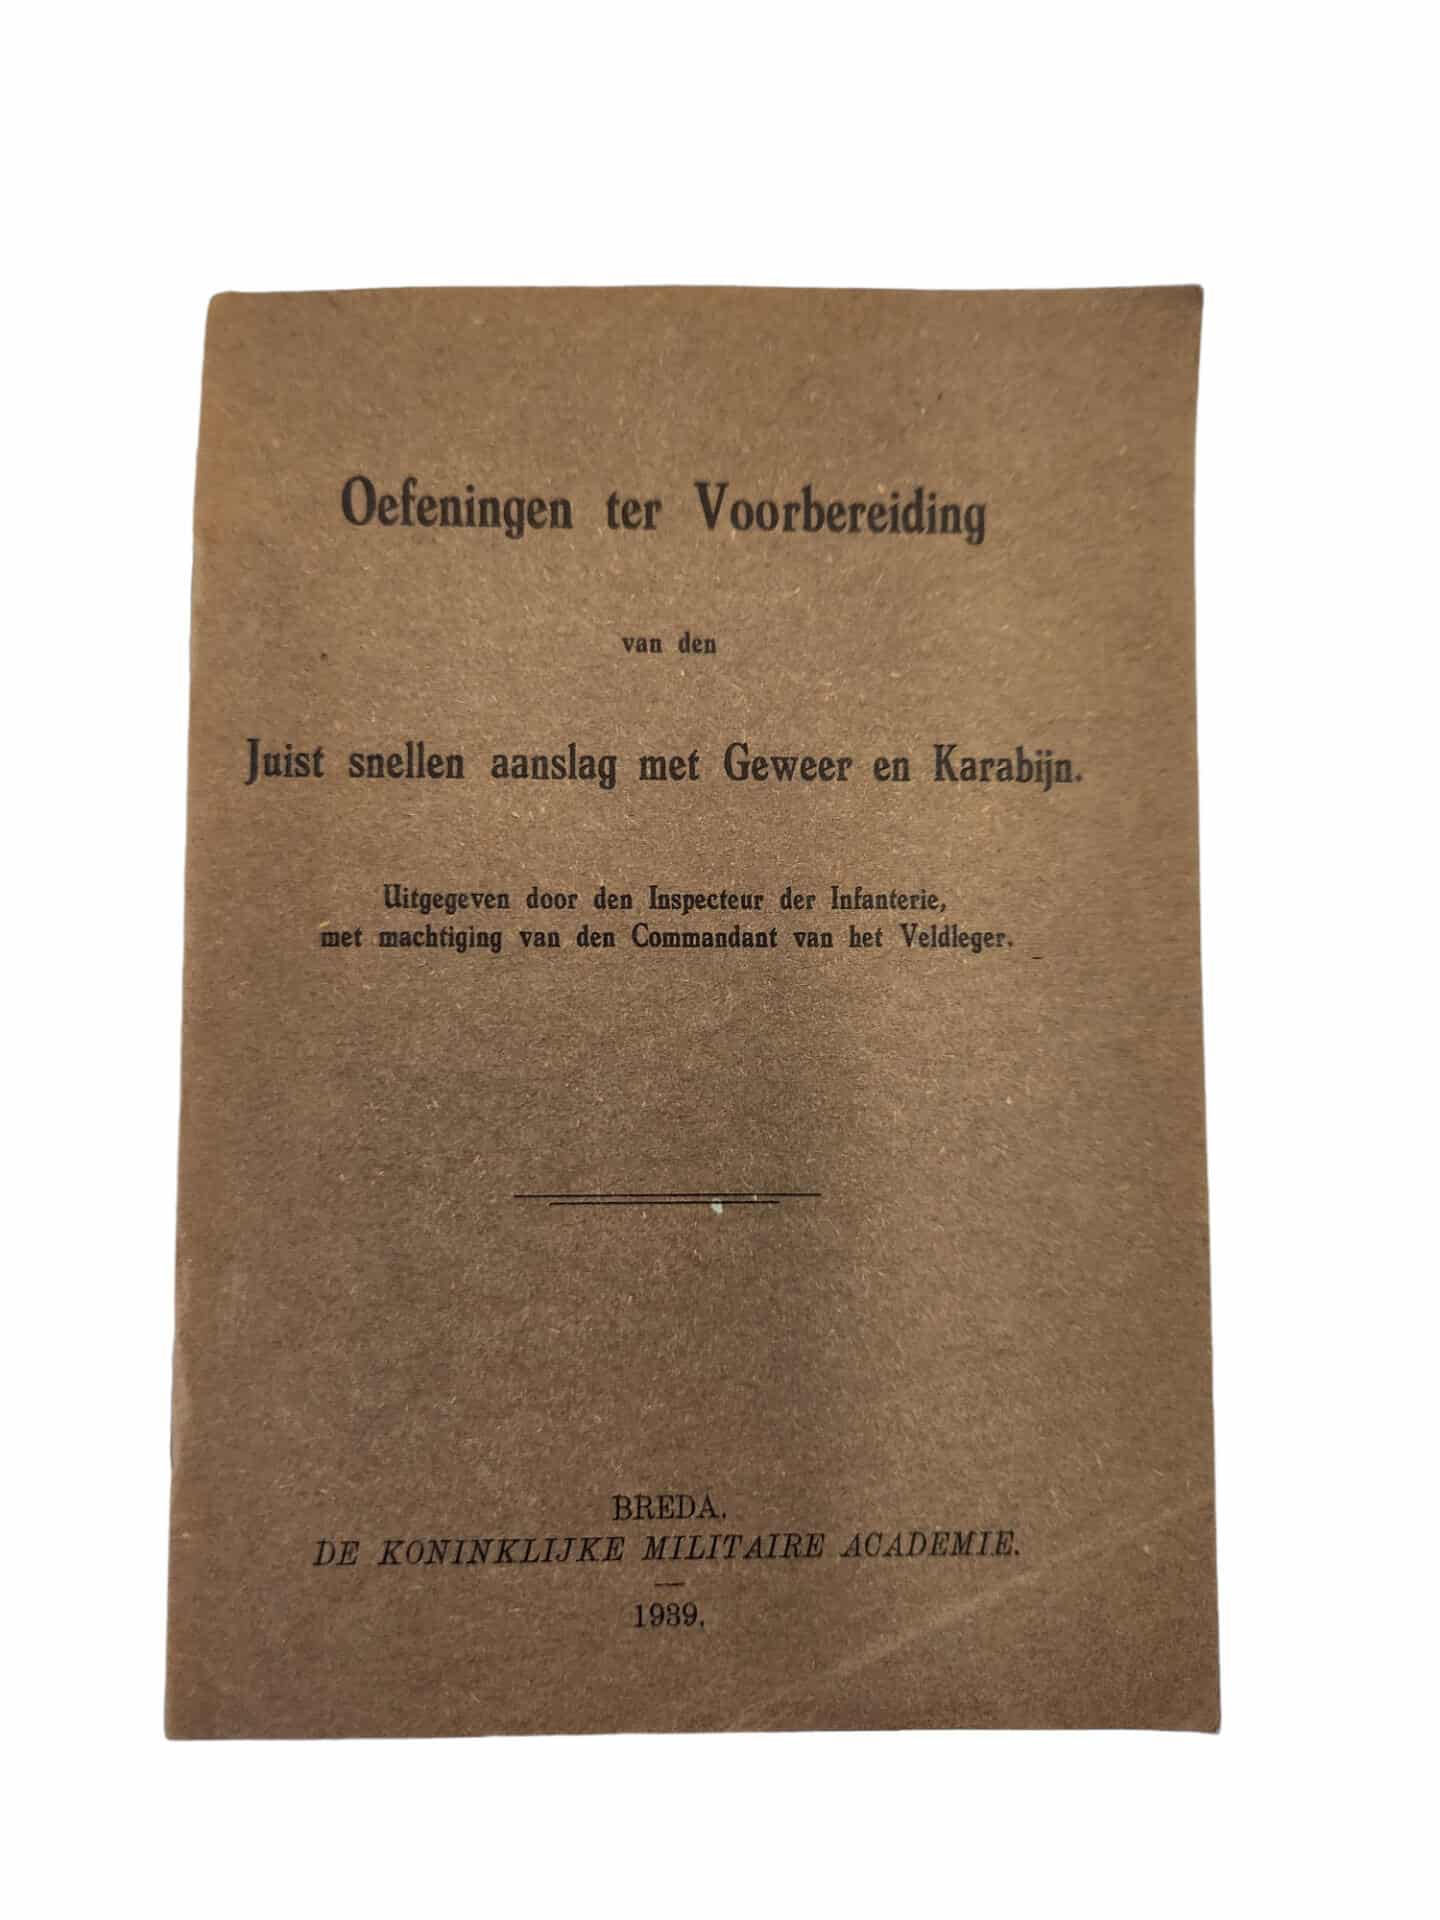 Oefeningen ter Voorbereiding
van den
Juist snellen aanslag met Geweer en Karabijn.
Uitgegeven door den Inspecteur der Infanterie,
met machtiging van den Commandant van het Veldleger.
BREDA.
DE KONINKLIJKE MILITAIRE ACADEMIE.
1939.